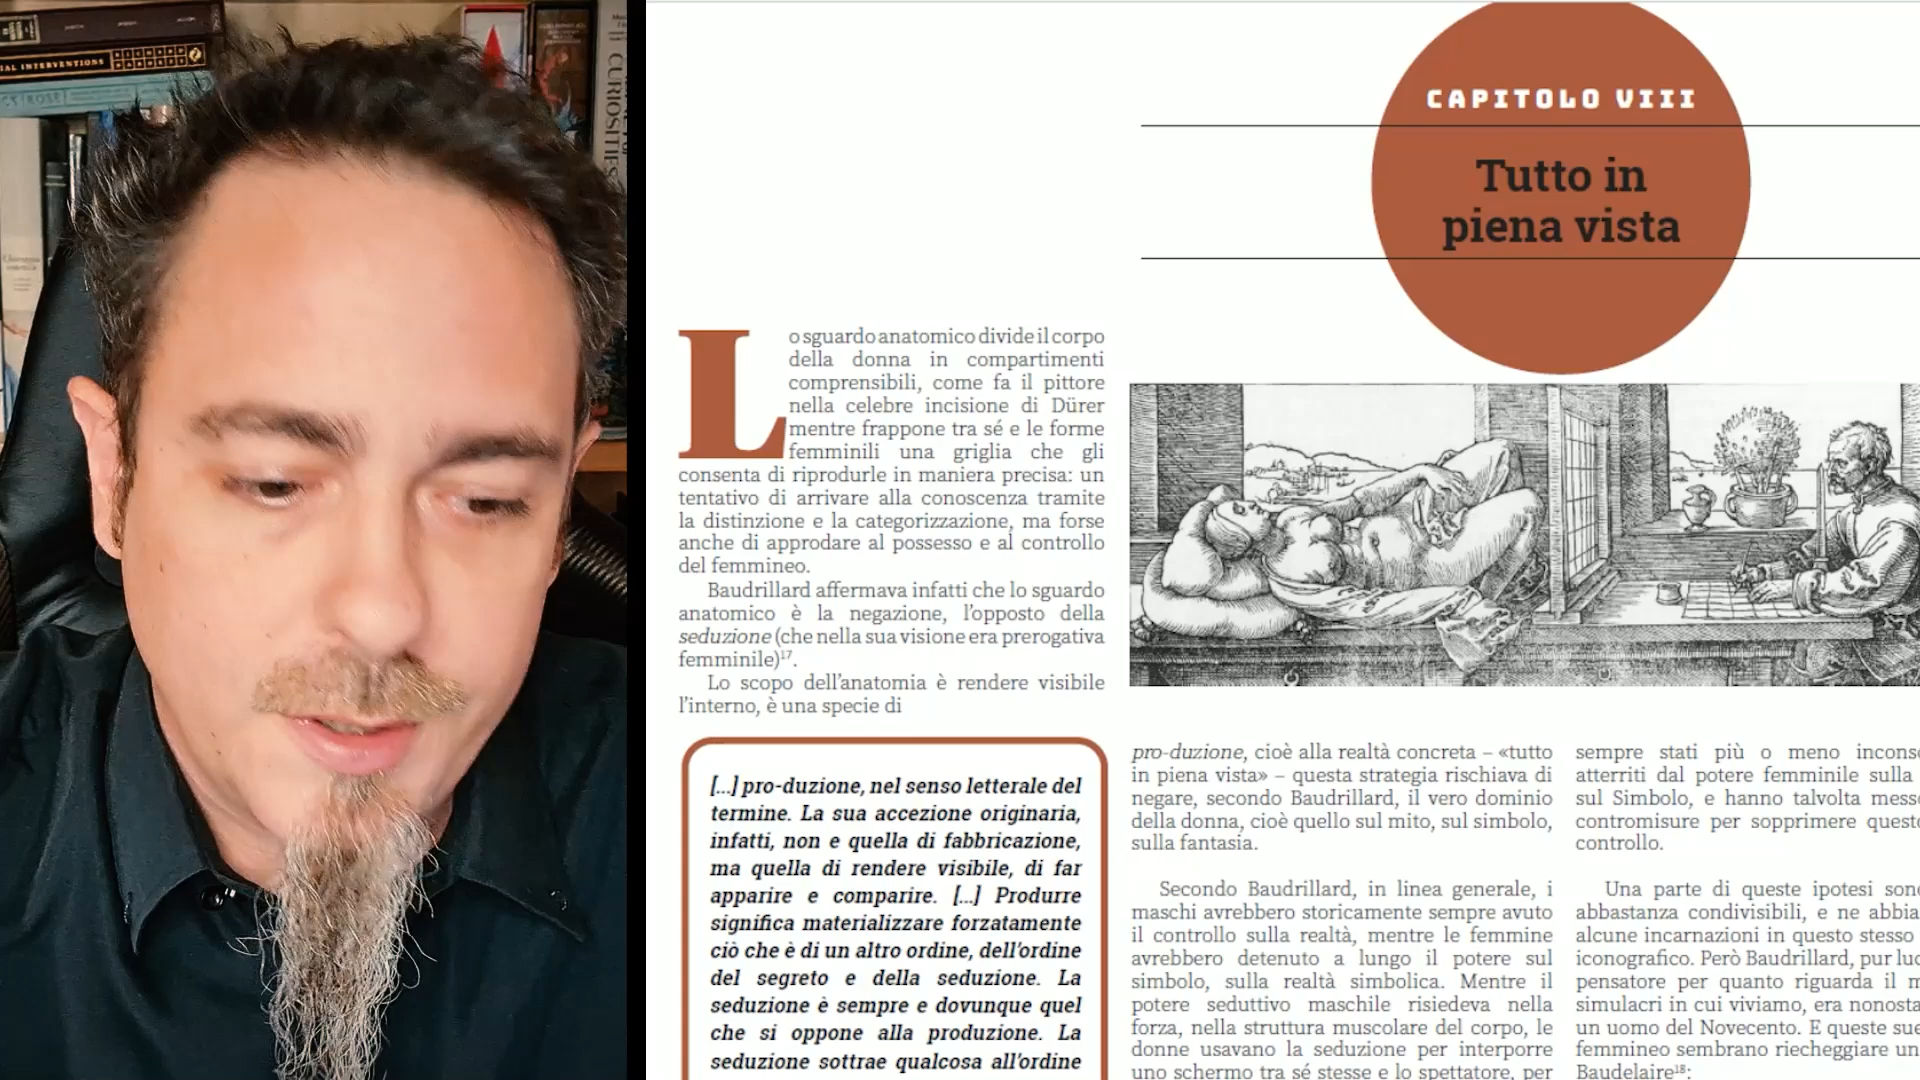 AL INTERVENTIONS
CURIOSITIES
CAPITOLO VIII
Tutto in
piena vista
Lo sguardo anatomico divide il corpo
della donna in compartimenti
comprensibili, come fa il pittore
nella celebre incisione di Dürer
mentre frappone tra sé e le forme
femminili una griglia che gli
consenta di riprodurle in maniera precisa: un
tentativo di arrivare alla conoscenza tramite
la distinzione e la categorizzazione, ma forse
anche di approdare al possesso e al controllo
del femmineo.
Baudrillard affermava infatti che lo sguardo
anatomico è la negazione, l'opposto della
seduzione (che nella sua visione era prerogativa
femminile)¹⁷.
Lo scopo dell'anatomia è rendere visibile
l'interno, è una specie di
[...] pro-duzione, nel senso letterale del
termine. La sua accezione originaria,
infatti, non e quella di fabbricazione,
ma quella di rendere visibile, di far
apparire e comparire. [...] Produrre
significa materializzare forzatamente
ciò che è di un altro ordine, dell'ordine
del segreto e della seduzione. La
seduzione è sempre e dovunque quel
che si oppone alla produzione. La
seduzione sottrae qualcosa all'ordine
pro-duzione, cioè alla realtà concreta – «tutto
in piena vista» – questa strategia rischiava di
negare, secondo Baudrillard, il vero dominio
della donna, cioè quello sul mito, sul simbolo,
sulla fantasia.
Secondo Baudrillard, in linea generale, i
maschi avrebbero storicamente sempre avuto
il controllo sulla realtà, mentre le femmine
avrebbero detenuto a lungo il potere sul
simbolo, sulla realtà simbolica. Mentre il
potere seduttivo maschile risiedeva nella
forza, nella struttura muscolare del corpo, le
donne usavano la seduzione per interporre
uno schermo tra sé stesse e lo spettatore, per
sempre stati più o meno incons
atterriti dal potere femminile sulla
sul Simbolo, e hanno talvolta mess
contromisure per sopprimere quest
controllo.
Una parte di queste ipotesi son
abbastanza condivisibili, e ne abbia
alcune incarnazioni in questo stesso
iconografico. Però Baudrillard, pur luc
pensatore per quanto riguarda il m
simulacri in cui viviamo, era nonosta
un uomo del Novecento. E queste sue
femmineo sembrano riecheggiare un
Baudelaire¹⁸: